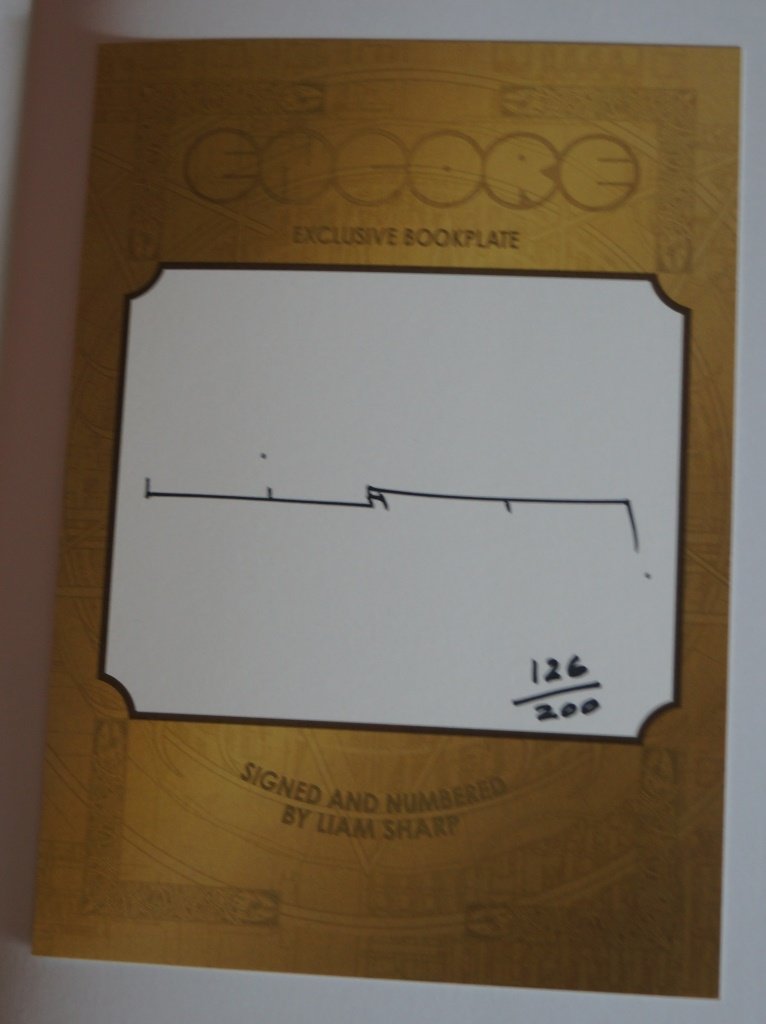 ENCORE
EXCLUSIVE BOOKPLATE
126
200
SIGNED AND NUMBERED
BY LIAM SHARP